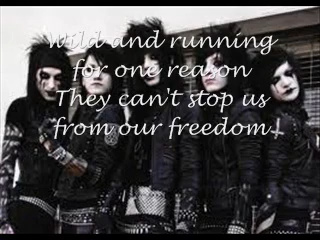 Wild and running
for one reason
They can't stop us
from our freedom